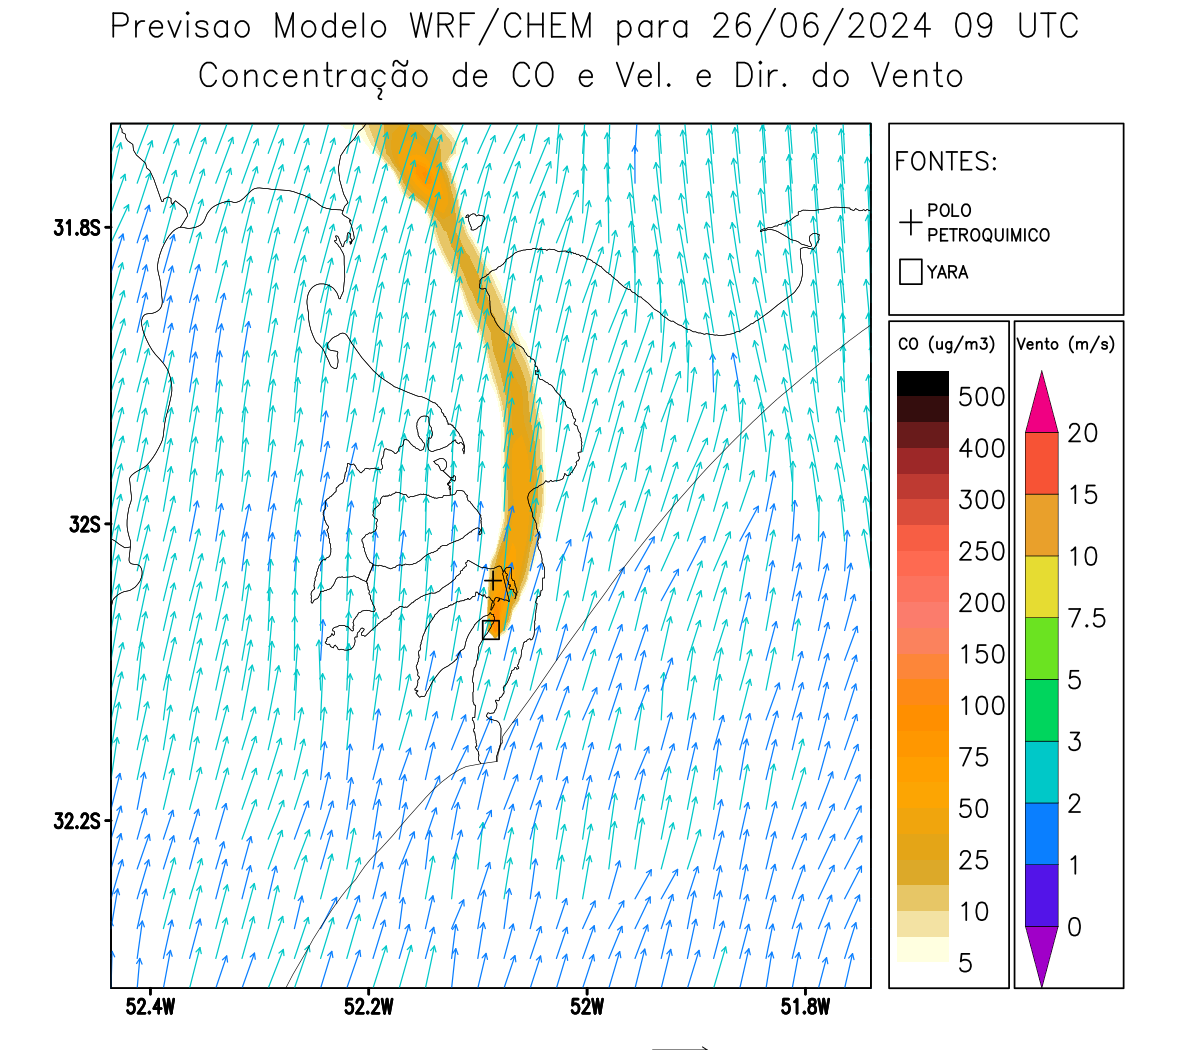 Previsao Modelo WRF/CHEM para 26/06/2024 09 UTC
Concentração de CO e Vel. e Dir. do Vento
FONTES:
POLO
PETROQUIMICO
YARA
CO (ug/m3)
500
400
300
250
200
150
100
75
50
25
10
5
Vento (m/s)
20
15
10
7.5
5
3
2
1
0
31.8S
32S
32.2S
52.4W 52.2W 52W 51.8W